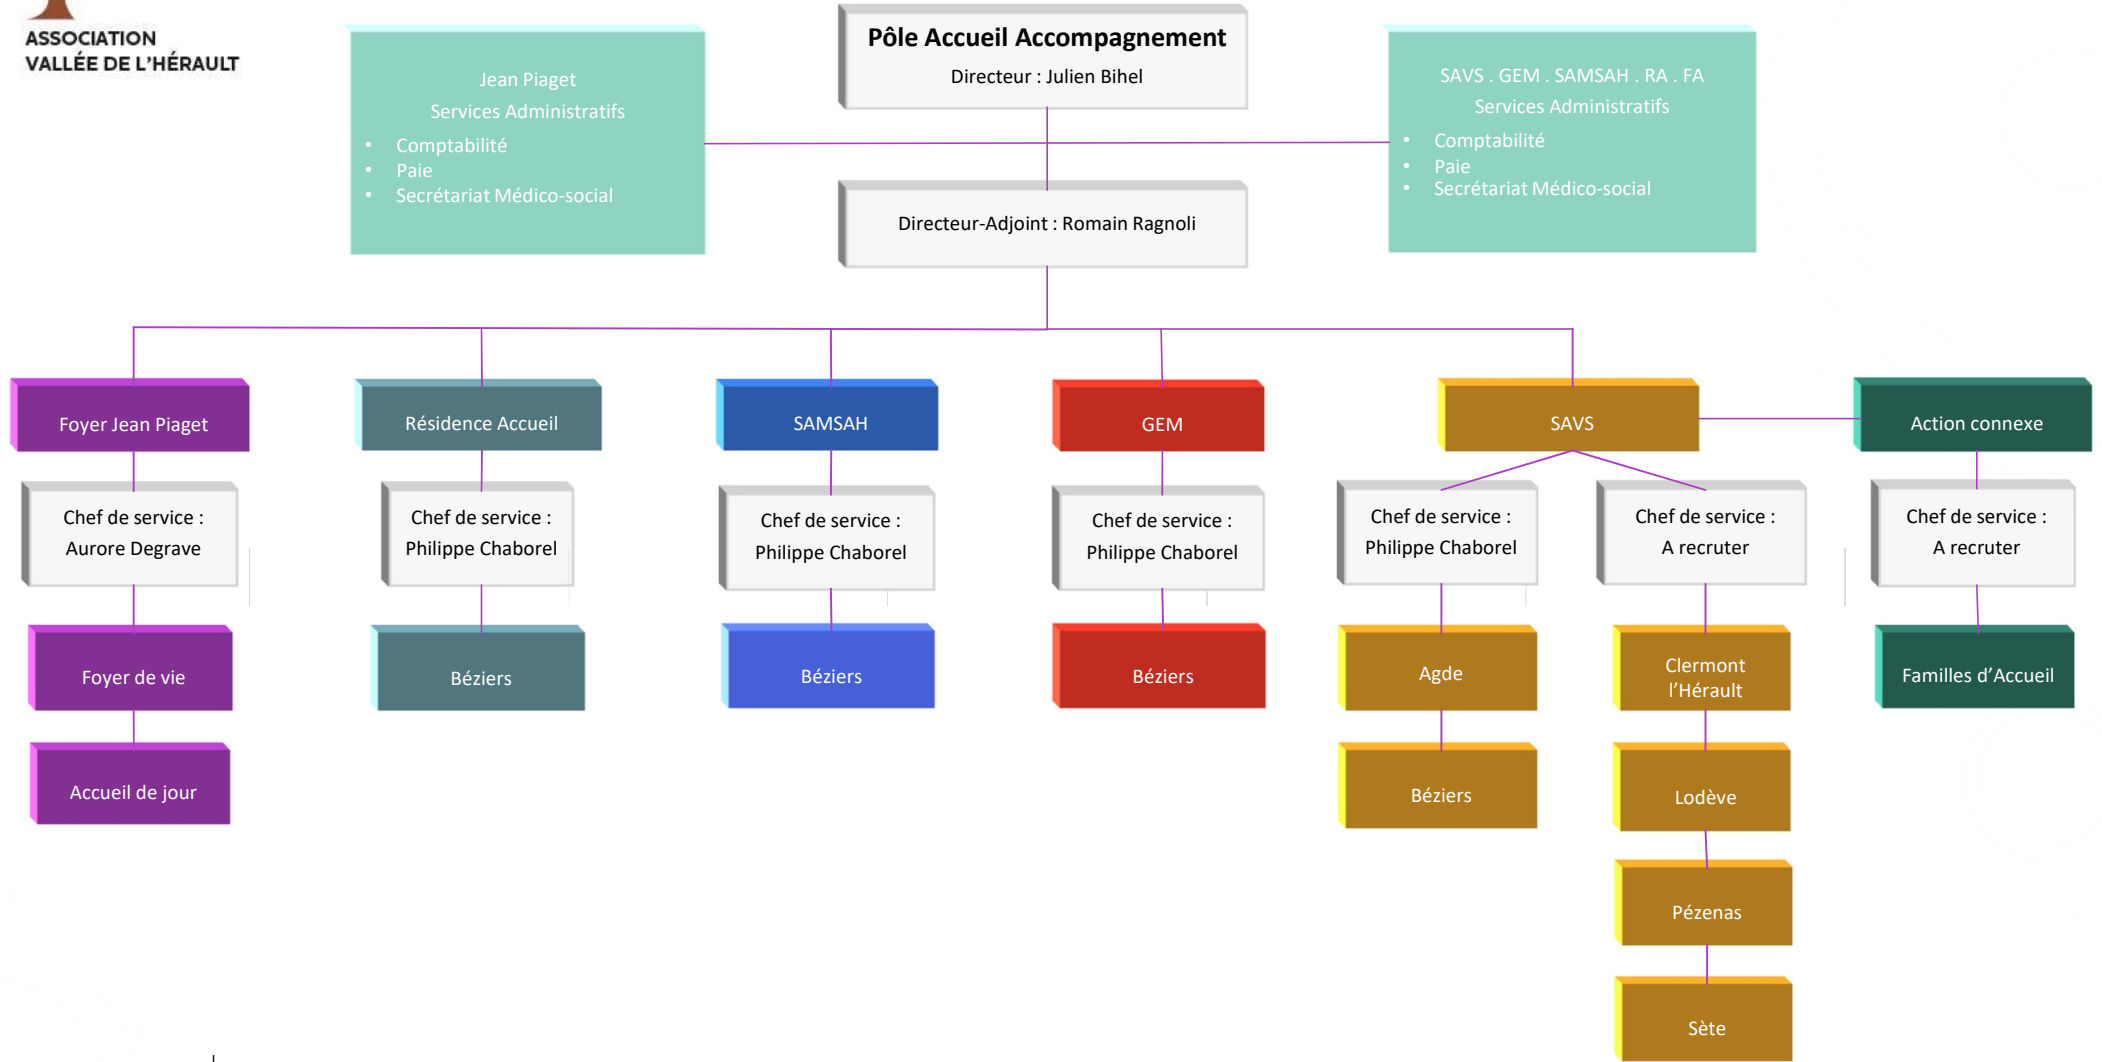 ASSOCIATION
VALLÉE DE L'HÉRAULT
Jean Piaget
Services Administratifs
• Comptabilité
• Paie
• Secrétariat Médico-social
Pôle Accueil Accompagnement
Directeur : Julien Bihel
SAVS . GEM . SAMSAH . RA . FA
Services Administratifs
• Comptabilité
• Paie
• Secrétariat Médico-social
Directeur-Adjoint : Romain Ragnoli
Foyer Jean Piaget
Résidence Accueil
SAMSAH
GEM
SAVS
Action connexe
Chef de service :
Aurore Degrave
Chef de service :
Philippe Chaborel
Chef de service :
Philippe Chaborel
Chef de service :
Philippe Chaborel
Chef de service :
Philippe Chaborel
Chef de service :
A recruter
Chef de service :
A recruter
Foyer de vie
Béziers
Béziers
Béziers
Agde
Clermont
l'Hérault
Familles d'Accueil
Accueil de jour
Béziers
Lodève
Pézenas
Sète